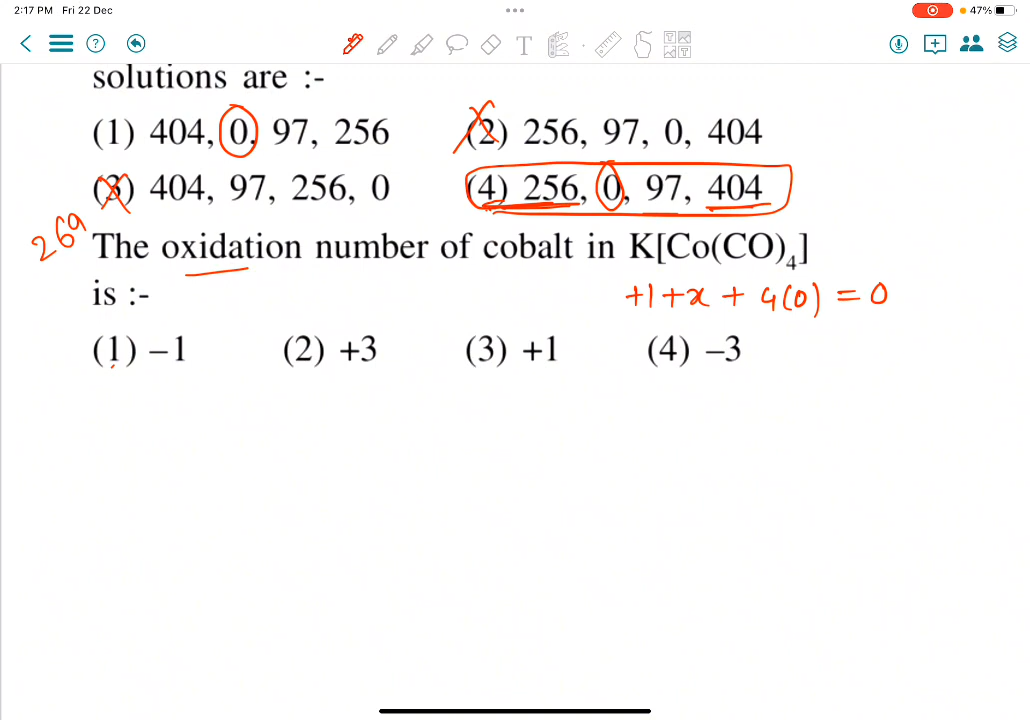 2:17 PM Fri 22 Dec
47%
solutions are :-
(1) 404, 0, 97, 256 (2) 256, 97, 0, 404
(3) 404, 97, 256, 0 (4) 256, 0, 97, 404
269 The oxidation number of cobalt in K[Co(CO)₄]
is :- +1 + x + 4(0) = 0
(1) –1 (2) +3 (3) +1 (4) –3